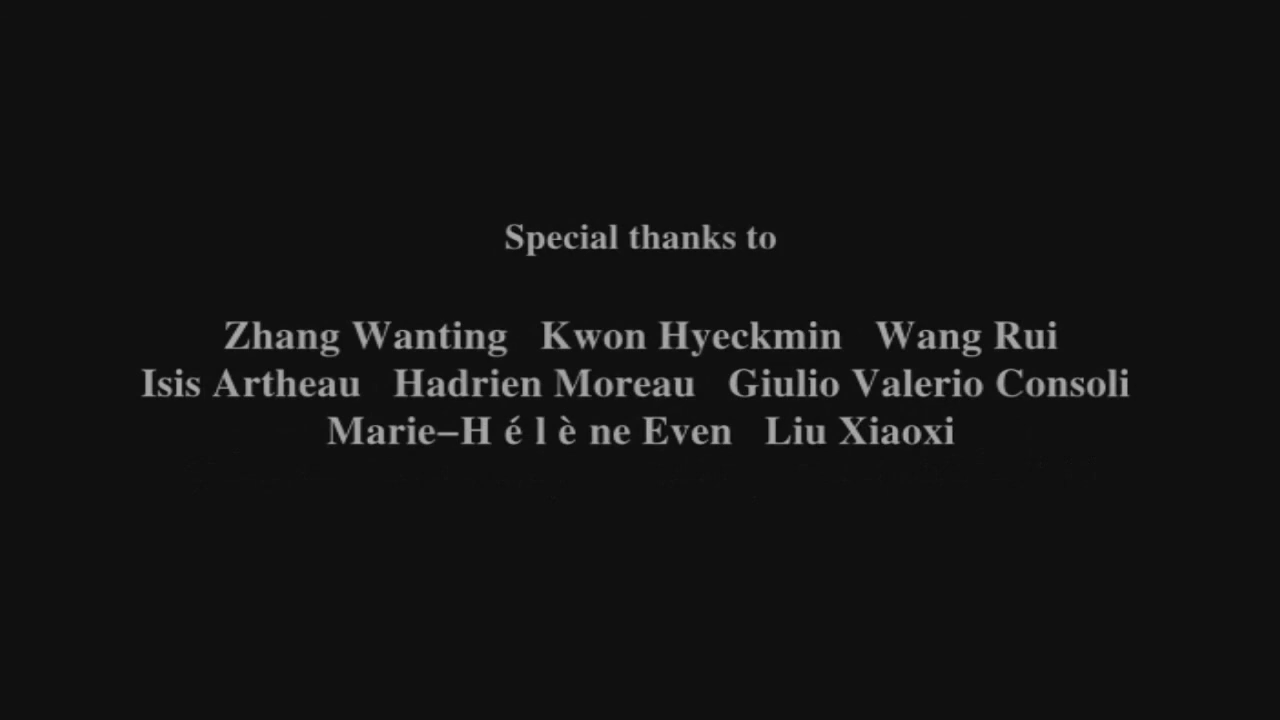 Special thanks to
Zhang Wanting Kwon Hyeckmin Wang Rui
Isis Artheau Hadrien Moreau Giulio Valerio Consoli
Marie–H é l è ne Even Liu Xiaoxi